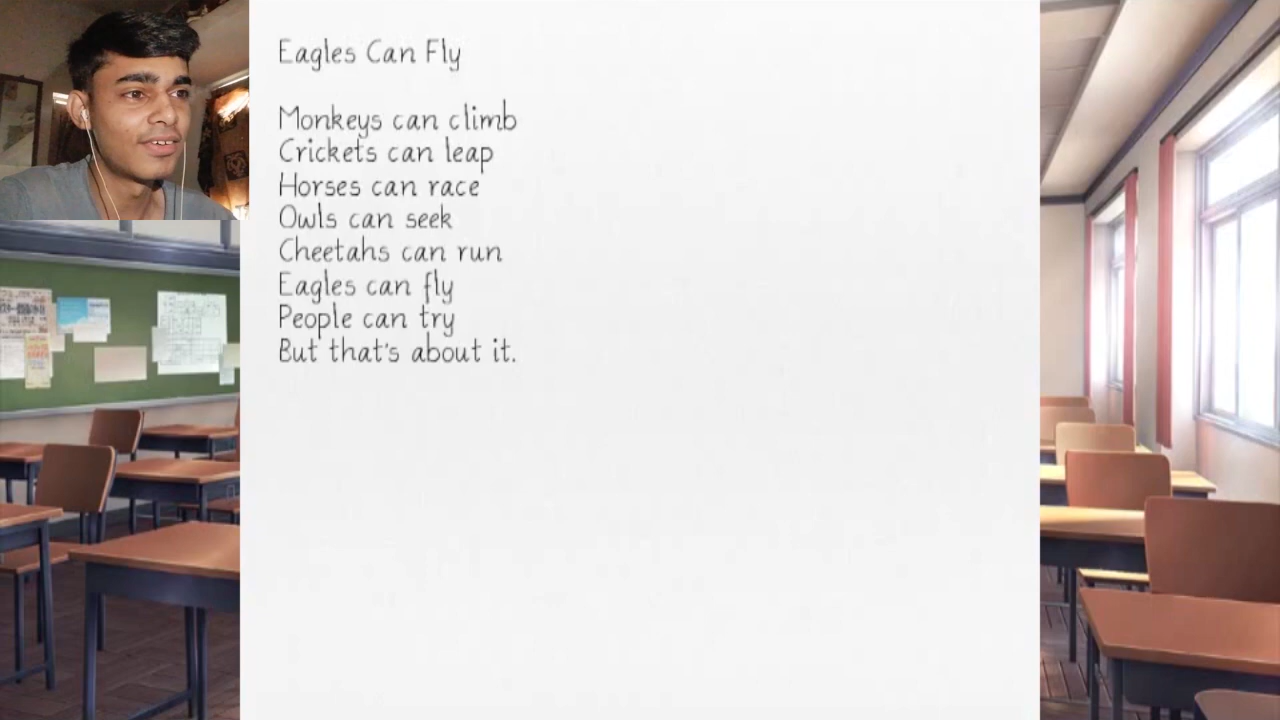 Eagles Can Fly
Monkeys can climb
Crickets can leap
Horses can race
Owls can seek
Cheetahs can run
Eagles can fly
People can try
But that's about it.